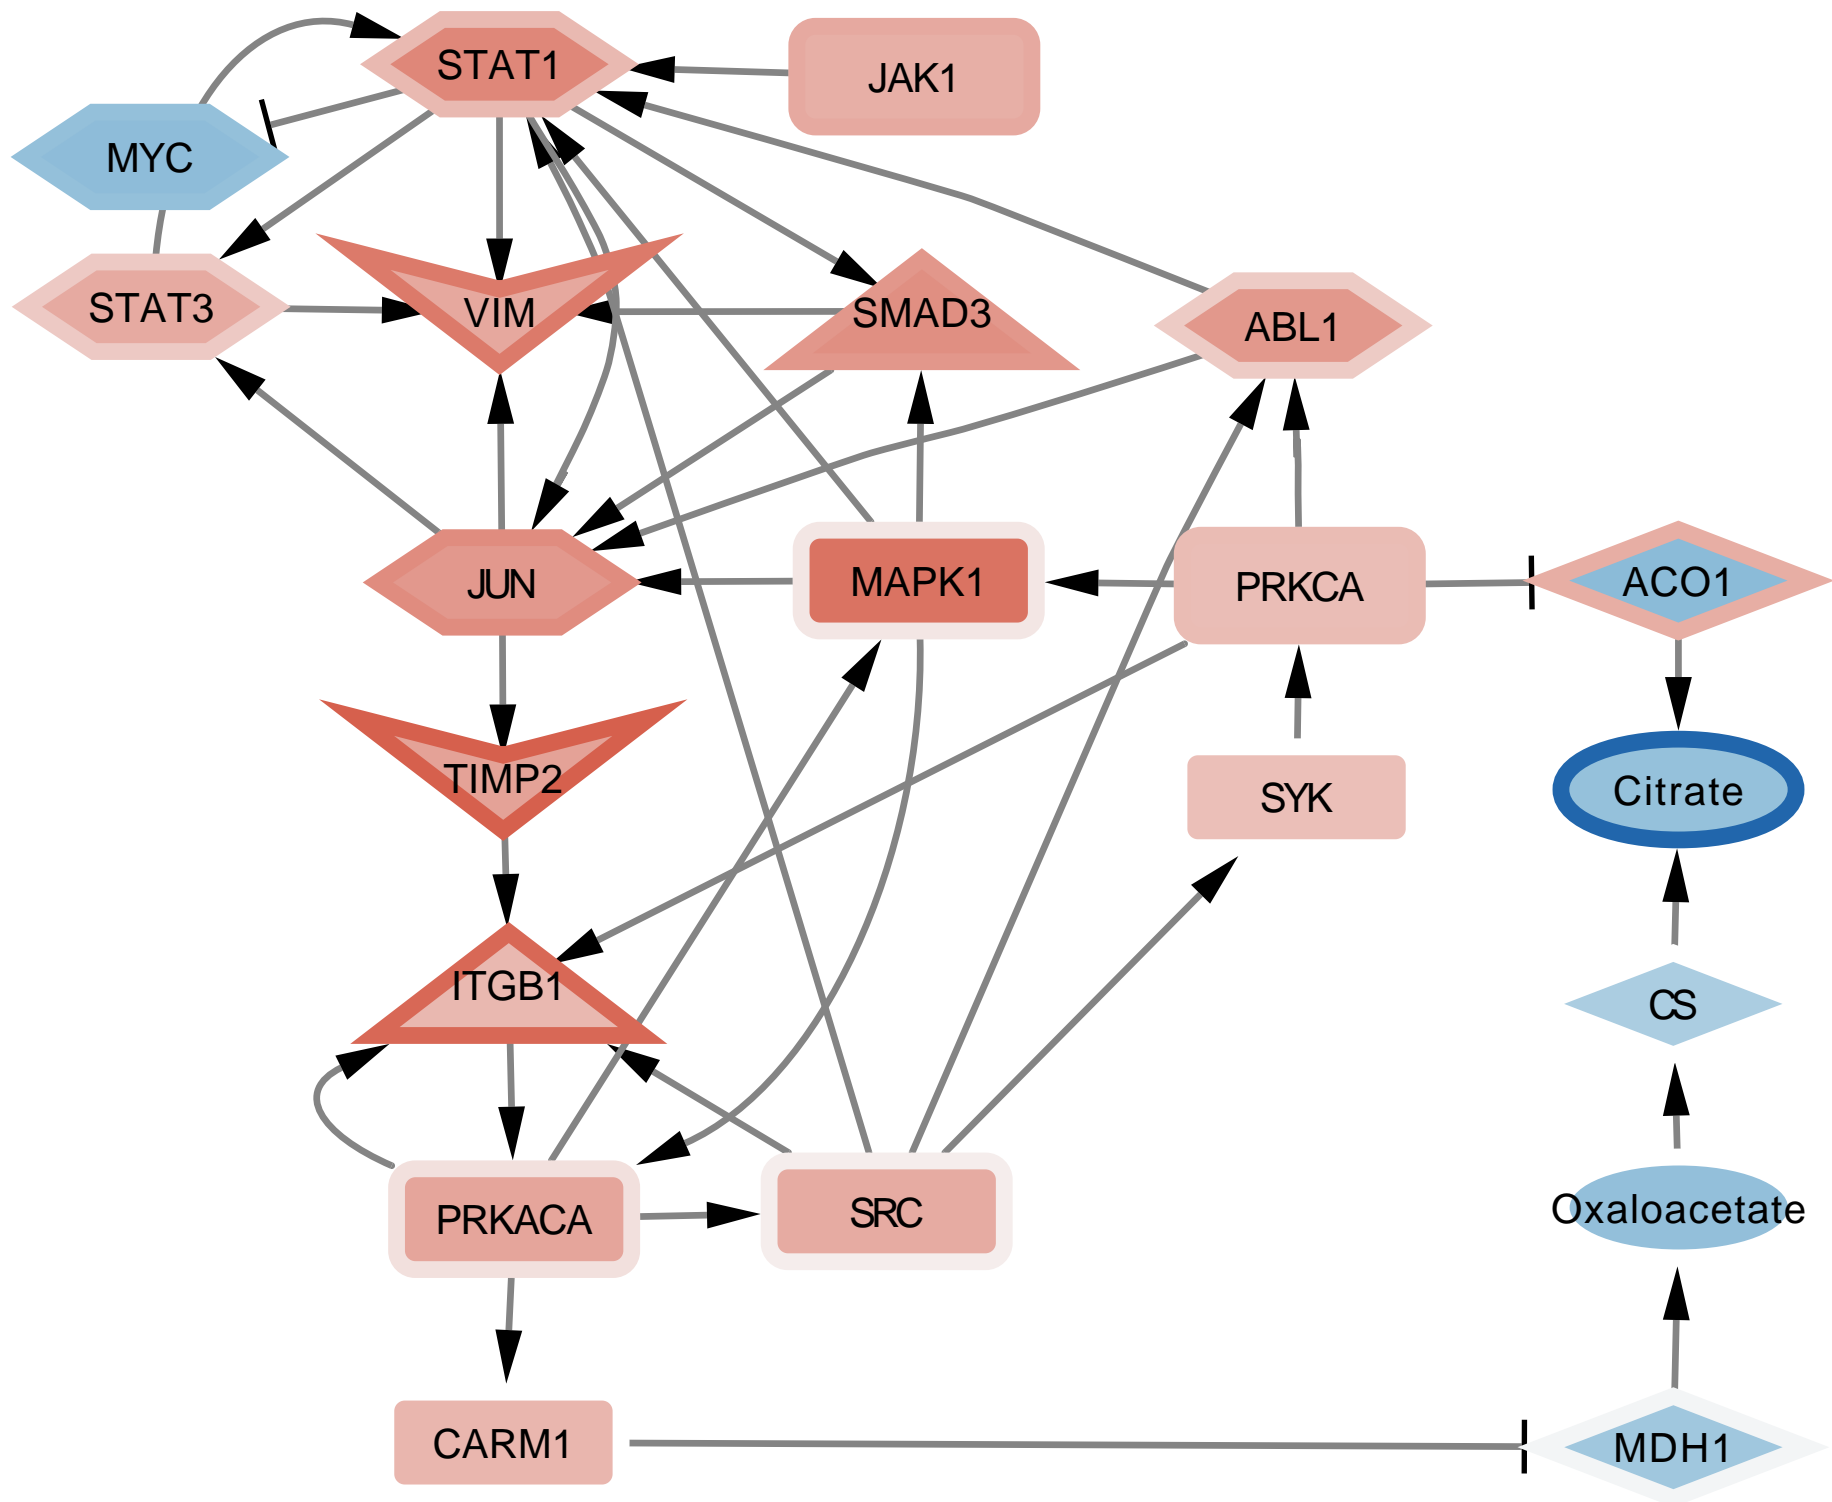 STAT1
JAK1
MYC
STAT3
VIM
SMAD3
ABL1
JUN
MAPK1
PRKCA
ACO1
TIMP2
SYK
Citrate
ITGB1
CS
PRKACA
SRC
Oxaloacetate
CARM1
MDH1